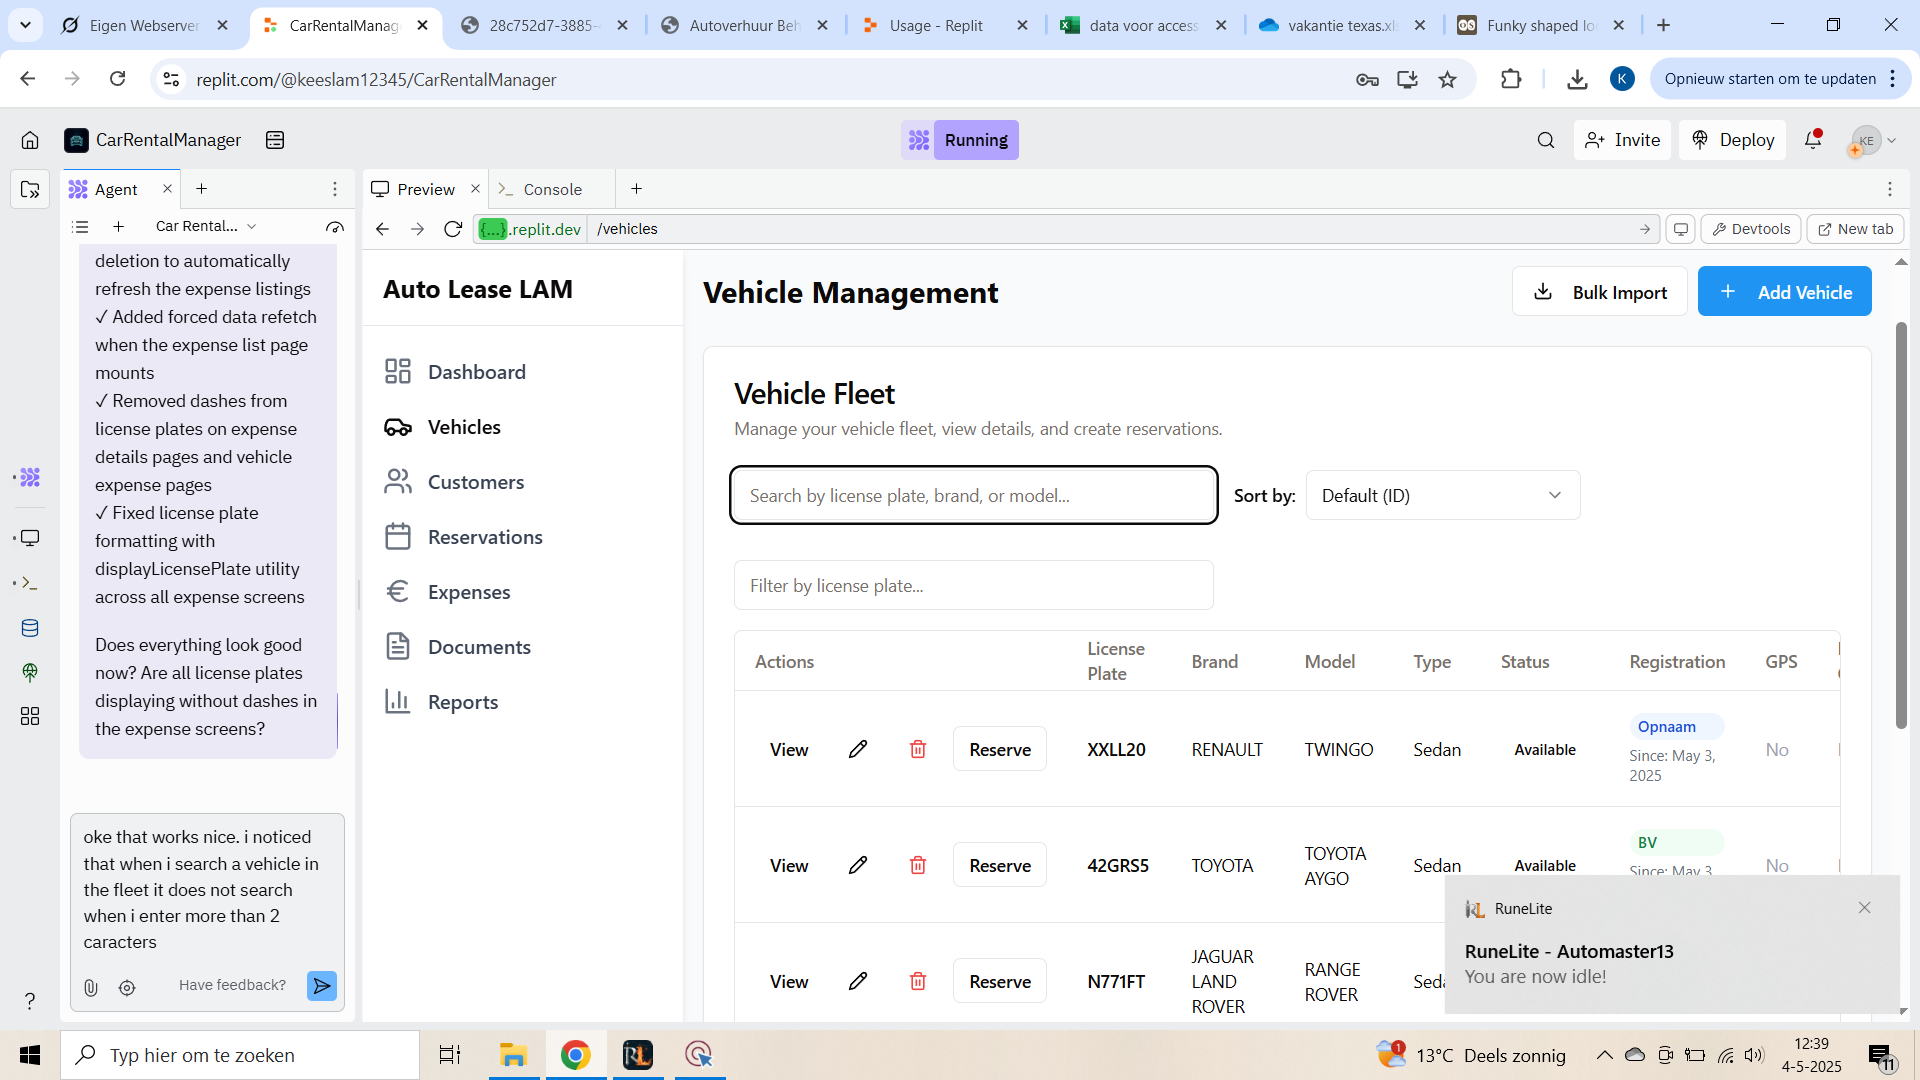 Eigen Webserver
CarRentalManag
28c752d7-3885-
Autoverhuur Beh
Usage - Replit
data voor access
vakantie texas.xl
Funky shaped lo
replit.com/@keeslam12345/CarRentalManager
K
Opnieuw starten om te updaten
CarRentalManager
Running
Invite
Deploy
KE
Agent
Preview
Console
Car Rental...
{...}.replit.dev
/vehicles
Devtools
New tab
deletion to automatically
refresh the expense listings
✓ Added forced data refetch
when the expense list page
mounts
✓ Removed dashes from
license plates on expense
details pages and vehicle
expense pages
✓ Fixed license plate
formatting with
displayLicensePlate utility
across all expense screens
Does everything look good
now? Are all license plates
displaying without dashes in
the expense screens?
oke that works nice. i noticed
that when i search a vehicle in
the fleet it does not search
when i enter more than 2
caracters
Have feedback?
Auto Lease LAM
Dashboard
Vehicles
Customers
Reservations
Expenses
Documents
Reports
Vehicle Management
Bulk Import
Add Vehicle
Vehicle Fleet
Manage your vehicle fleet, view details, and create reservations.
Search by license plate, brand, or model...
Sort by:
Default (ID)
Filter by license plate...
Actions
License Plate
Brand
Model
Type
Status
Registration
GPS
View
Reserve
XXLL20
RENAULT
TWINGO
Sedan
Available
Opnaam
Since: May 3,
2025
No
View
Reserve
42GRS5
TOYOTA
TOYOTA
AYGO
Sedan
Available
BV
Since: May 3,
No
View
Reserve
N771FT
JAGUAR
LAND
ROVER
RANGE
ROVER
Seda
RuneLite
RuneLite - Automaster13
You are now idle!
Typ hier om te zoeken
1
13°C Deels zonnig
12:39
4-5-2025
11